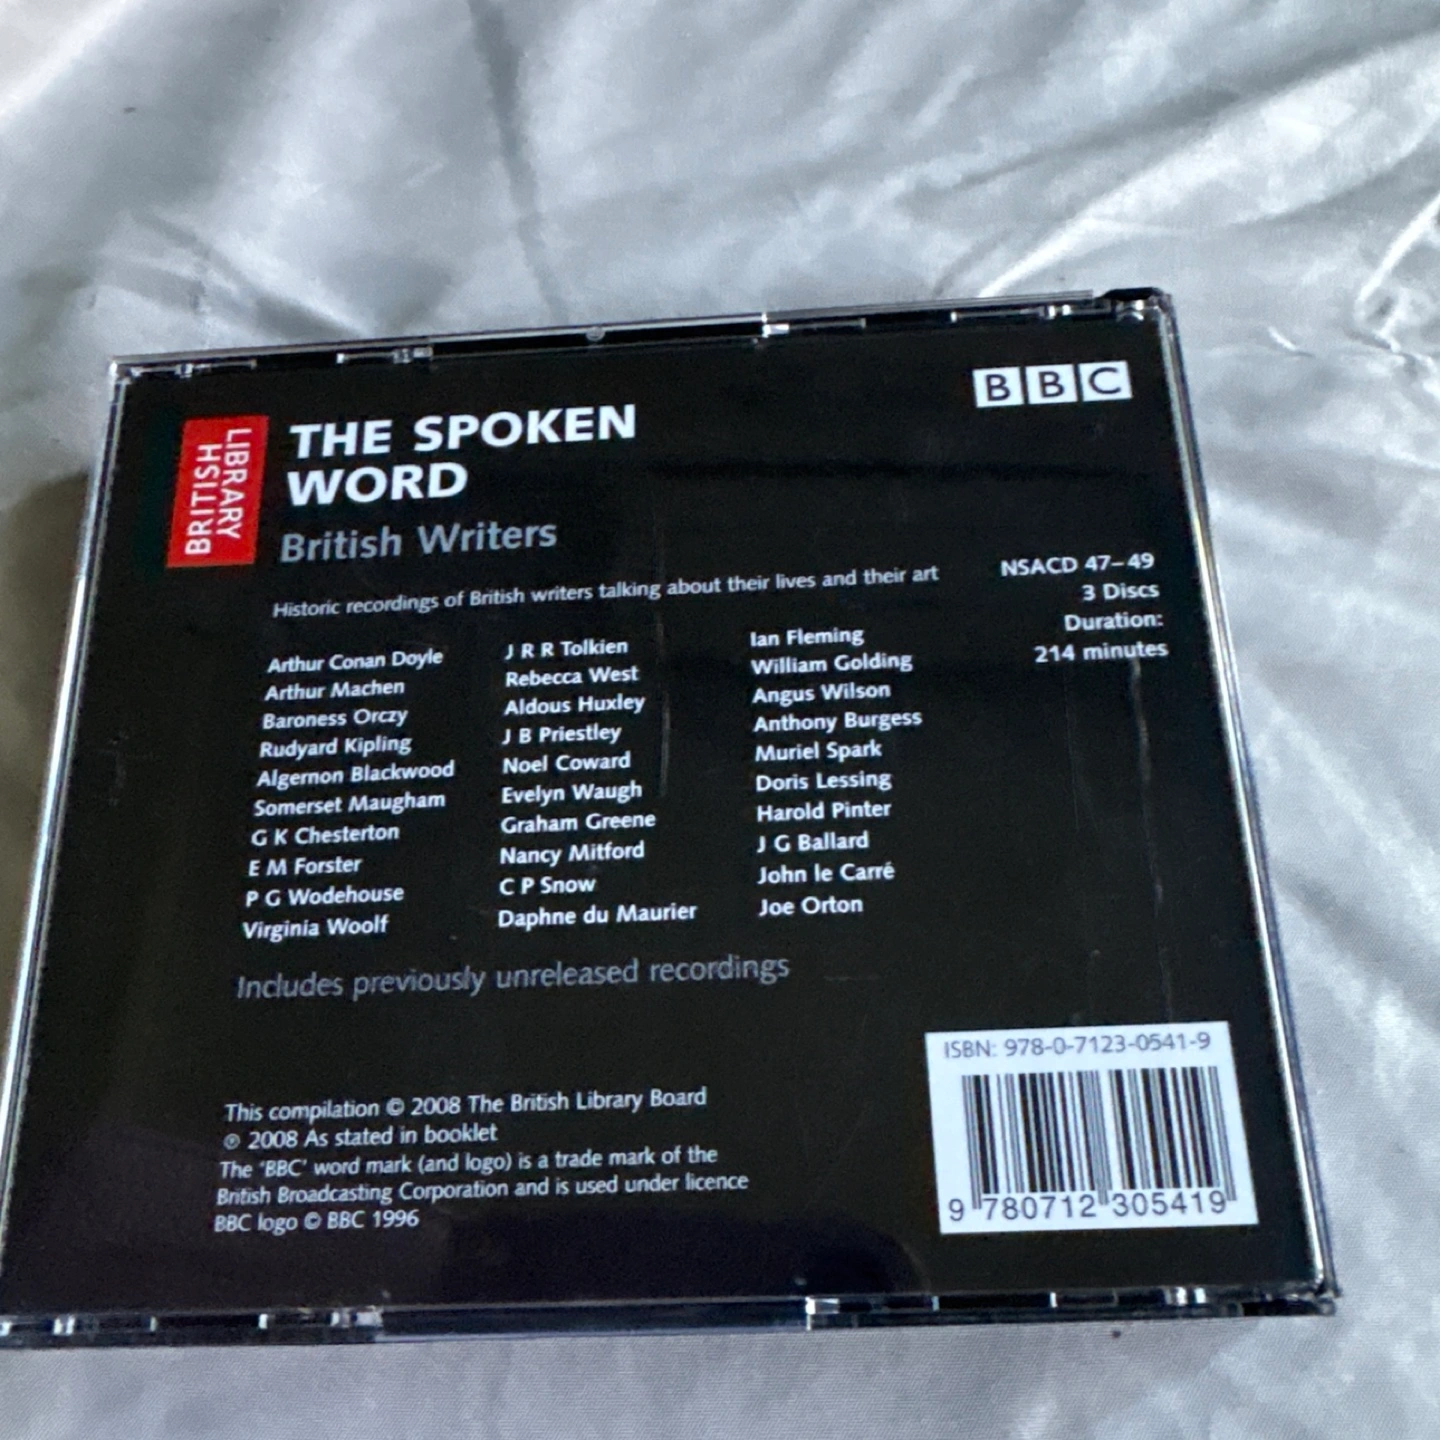 BRITISH
LIBRARY
THE SPOKEN
WORD
British Writers
BBC
Historic recordings of British writers talking about their lives and their art
NSACD 47–49
3 Discs
Duration:
214 minutes
Arthur Conan Doyle
Arthur Machen
Baroness Orczy
Rudyard Kipling
Algernon Blackwood
Somerset Maugham
G K Chesterton
E M Forster
P G Wodehouse
Virginia Woolf
J R R Tolkien
Rebecca West
Aldous Huxley
J B Priestley
Noel Coward
Evelyn Waugh
Graham Greene
Nancy Mitford
C P Snow
Daphne du Maurier
Ian Fleming
William Golding
Angus Wilson
Anthony Burgess
Muriel Spark
Doris Lessing
Harold Pinter
J G Ballard
John le Carré
Joe Orton
Includes previously unreleased recordings
This compilation © 2008 The British Library Board
℗ 2008 As stated in booklet
The 'BBC' word mark (and logo) is a trade mark of the
British Broadcasting Corporation and is used under licence
BBC logo © BBC 1996
ISBN: 978-0-7123-0541-9
9 780712 305419